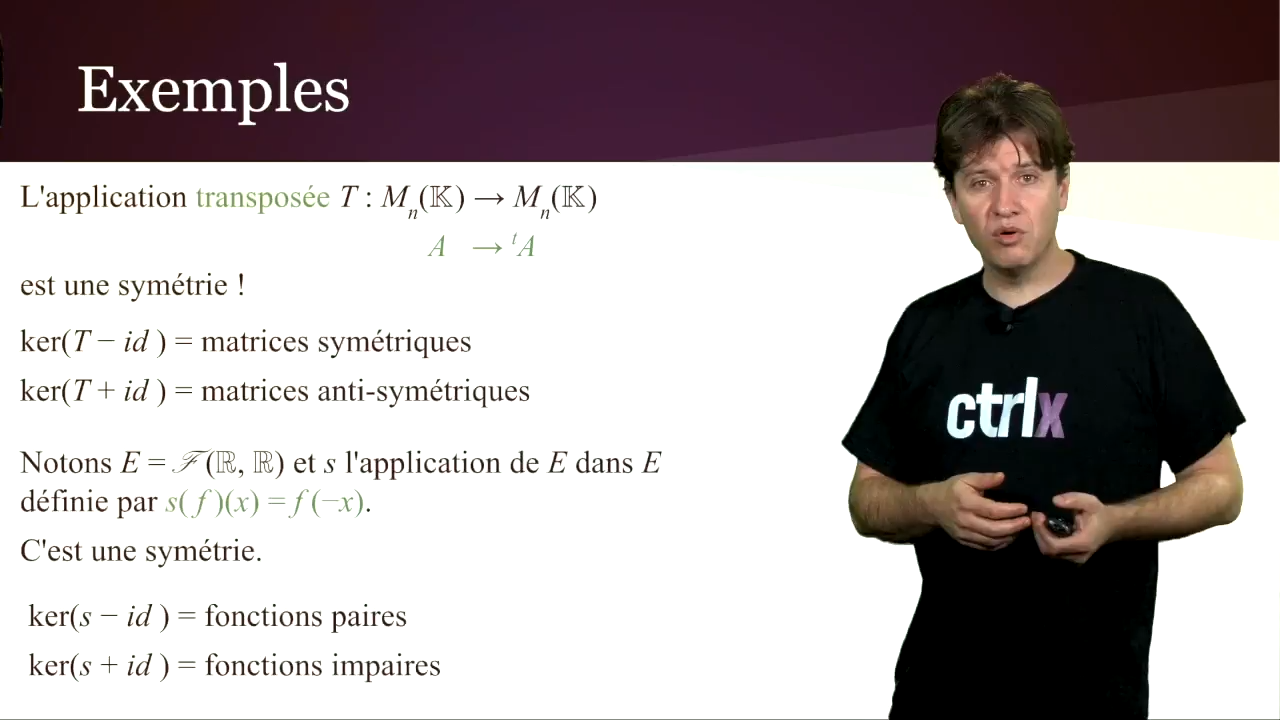 Exemples
L'application transposée T : Mₙ(𝕂) → Mₙ(𝕂)
A → ᵗA
est une symétrie !
ker(T − id ) = matrices symétriques
ker(T + id ) = matrices anti-symétriques
Notons E = ℱ(ℝ, ℝ) et s l'application de E dans E
définie par s( f )(x) = f (−x).
C'est une symétrie.
ker(s − id ) = fonctions paires
ker(s + id ) = fonctions impaires
ctrlx